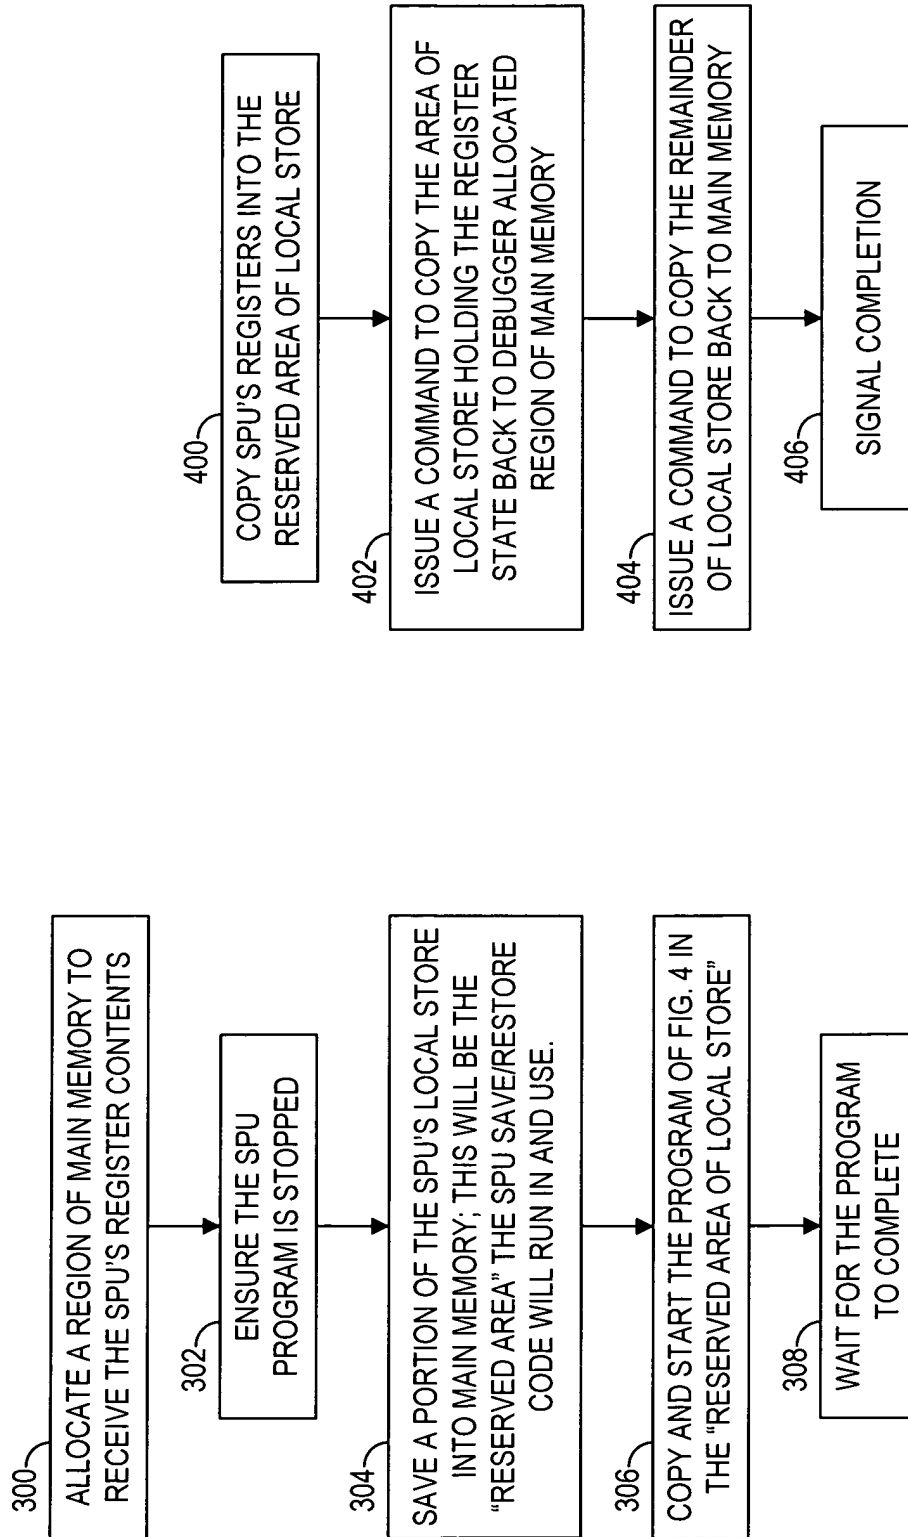 300
ALLOCATE A REGION OF MAIN MEMORY TO
RECEIVE THE SPU'S REGISTER CONTENTS
302
ENSURE THE SPU
PROGRAM IS STOPPED
304
SAVE A PORTION OF THE SPU'S LOCAL STORE
INTO MAIN MEMORY; THIS WILL BE THE
"RESERVED AREA" THE SPU SAVE/RESTORE
CODE WILL RUN IN AND USE.
306
COPY AND START THE PROGRAM OF FIG. 4 IN
THE "RESERVED AREA OF LOCAL STORE"
308
WAIT FOR THE PROGRAM
TO COMPLETE
400
COPY SPU'S REGISTERS INTO THE
RESERVED AREA OF LOCAL STORE
402
ISSUE A COMMAND TO COPY THE AREA OF
LOCAL STORE HOLDING THE REGISTER
STATE BACK TO DEBUGGER ALLOCATED
REGION OF MAIN MEMORY
404
ISSUE A COMMAND TO COPY THE REMAINDER
OF LOCAL STORE BACK TO MAIN MEMORY
406
SIGNAL COMPLETION